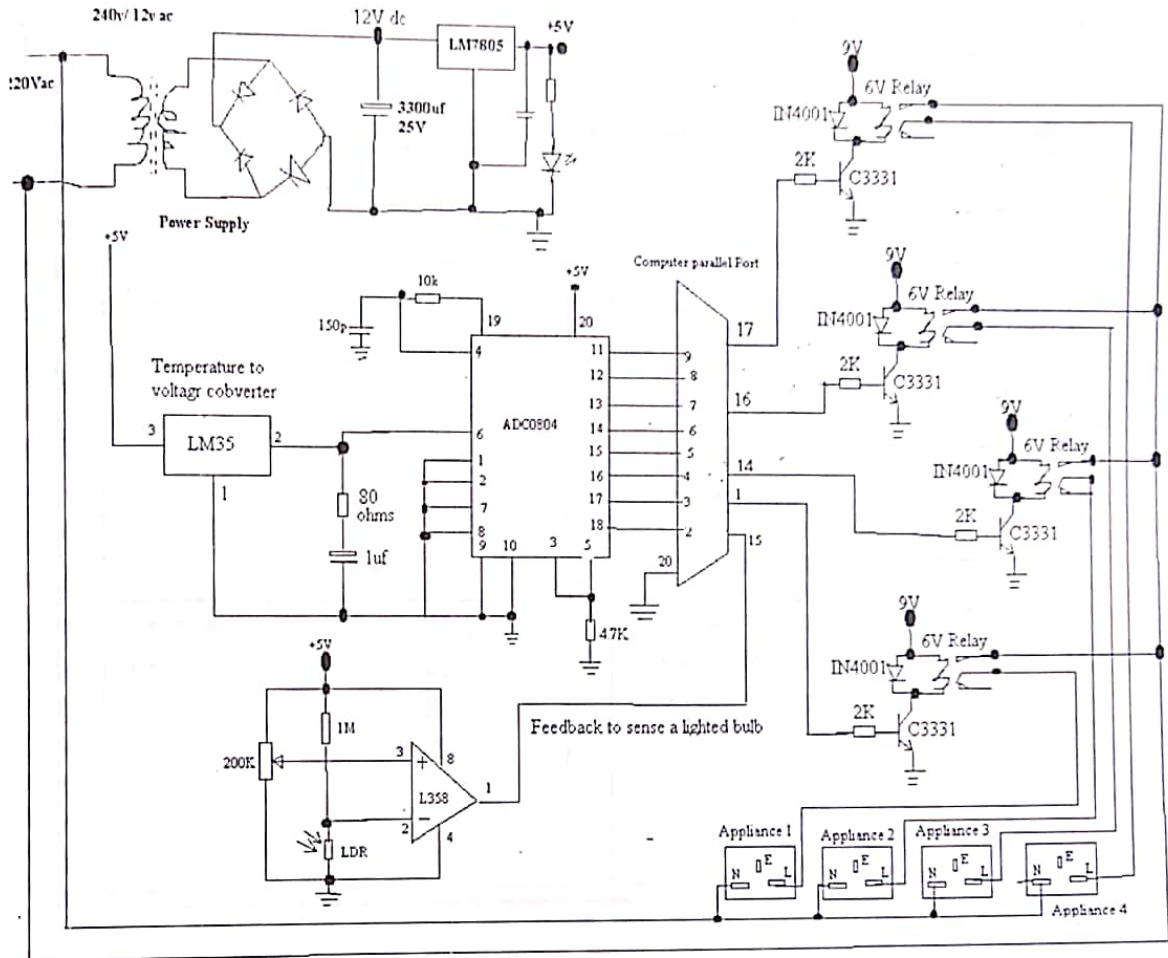 240v/ 12v ac
12V dc
LM7805
+5V
220Vac
3300uf
25V
Power Supply
9V
6V Relay
IN4001
2K
C3331
+5V
Computer parallel Port
10k
+5V
150p
19
20
4
17
9V
6V Relay
IN4001
2K
C3331
16
Temperature to
voltagr cobverter
3
LM35
2
1
80
ohms
1uf
ADC0804
6
1
2
7
8
9
10
3
5
11
12
13
14
15
16
17
18
9
8
7
6
5
4
3
2
20
14
1
15
9V
6V Relay
IN4001
2K
C3331
47K
9V
6V Relay
IN4001
2K
C3331
+5V
1M
200K
3
8
L358
1
2
4
LDR
Feedback to sense a lighted bulb
Appliance 1
Appliance 2
Appliance 3
N E L
N E L
N E L
E L
Appliance 4